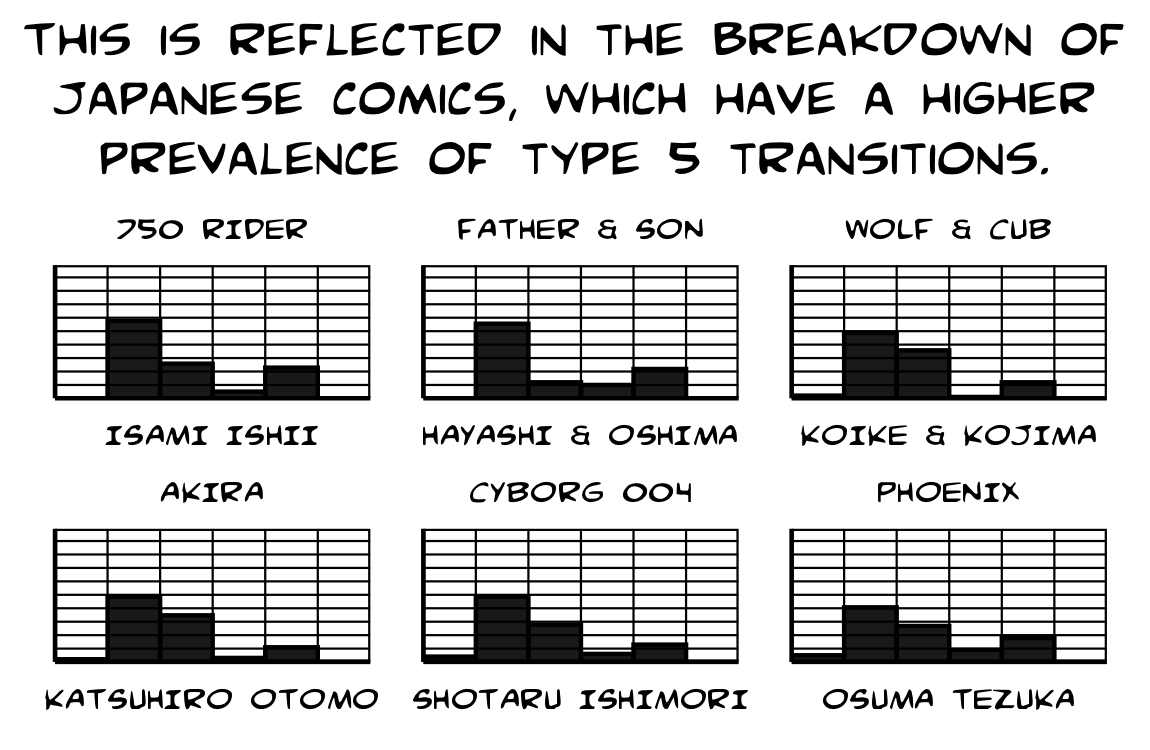 THIS IS REFLECTED IN THE BREAKDOWN OF
JAPANESE COMICS, WHICH HAVE A HIGHER
PREVALENCE OF TYPE 5 TRANSITIONS.
750 RIDER
FATHER & SON
WOLF & CUB
ISAMI ISHII
HAYASHI & OSHIMA
KOIKE & KOJIMA
AKIRA
CYBORG 004
PHOENIX
KATSUHIRO OTOMO
SHOTARU ISHIMORI
OSUMA TEZUKA